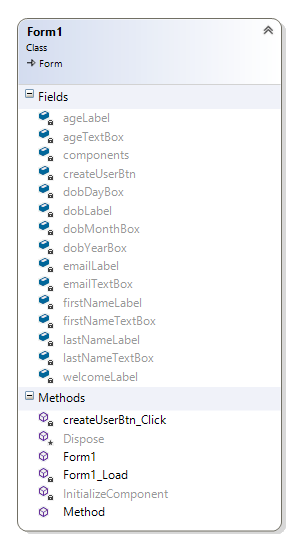 Form1
Class
Form
Fields
ageLabel
ageTextBox
components
createUserBtn
dobDayBox
dobLabel
dobMonthBox
dobYearBox
emailLabel
emailTextBox
firstNameLabel
firstNameTextBox
lastNameLabel
lastNameTextBox
welcomeLabel
Methods
createUserBtn_Click
Dispose
Form1
Form1_Load
InitializeComponent
Method